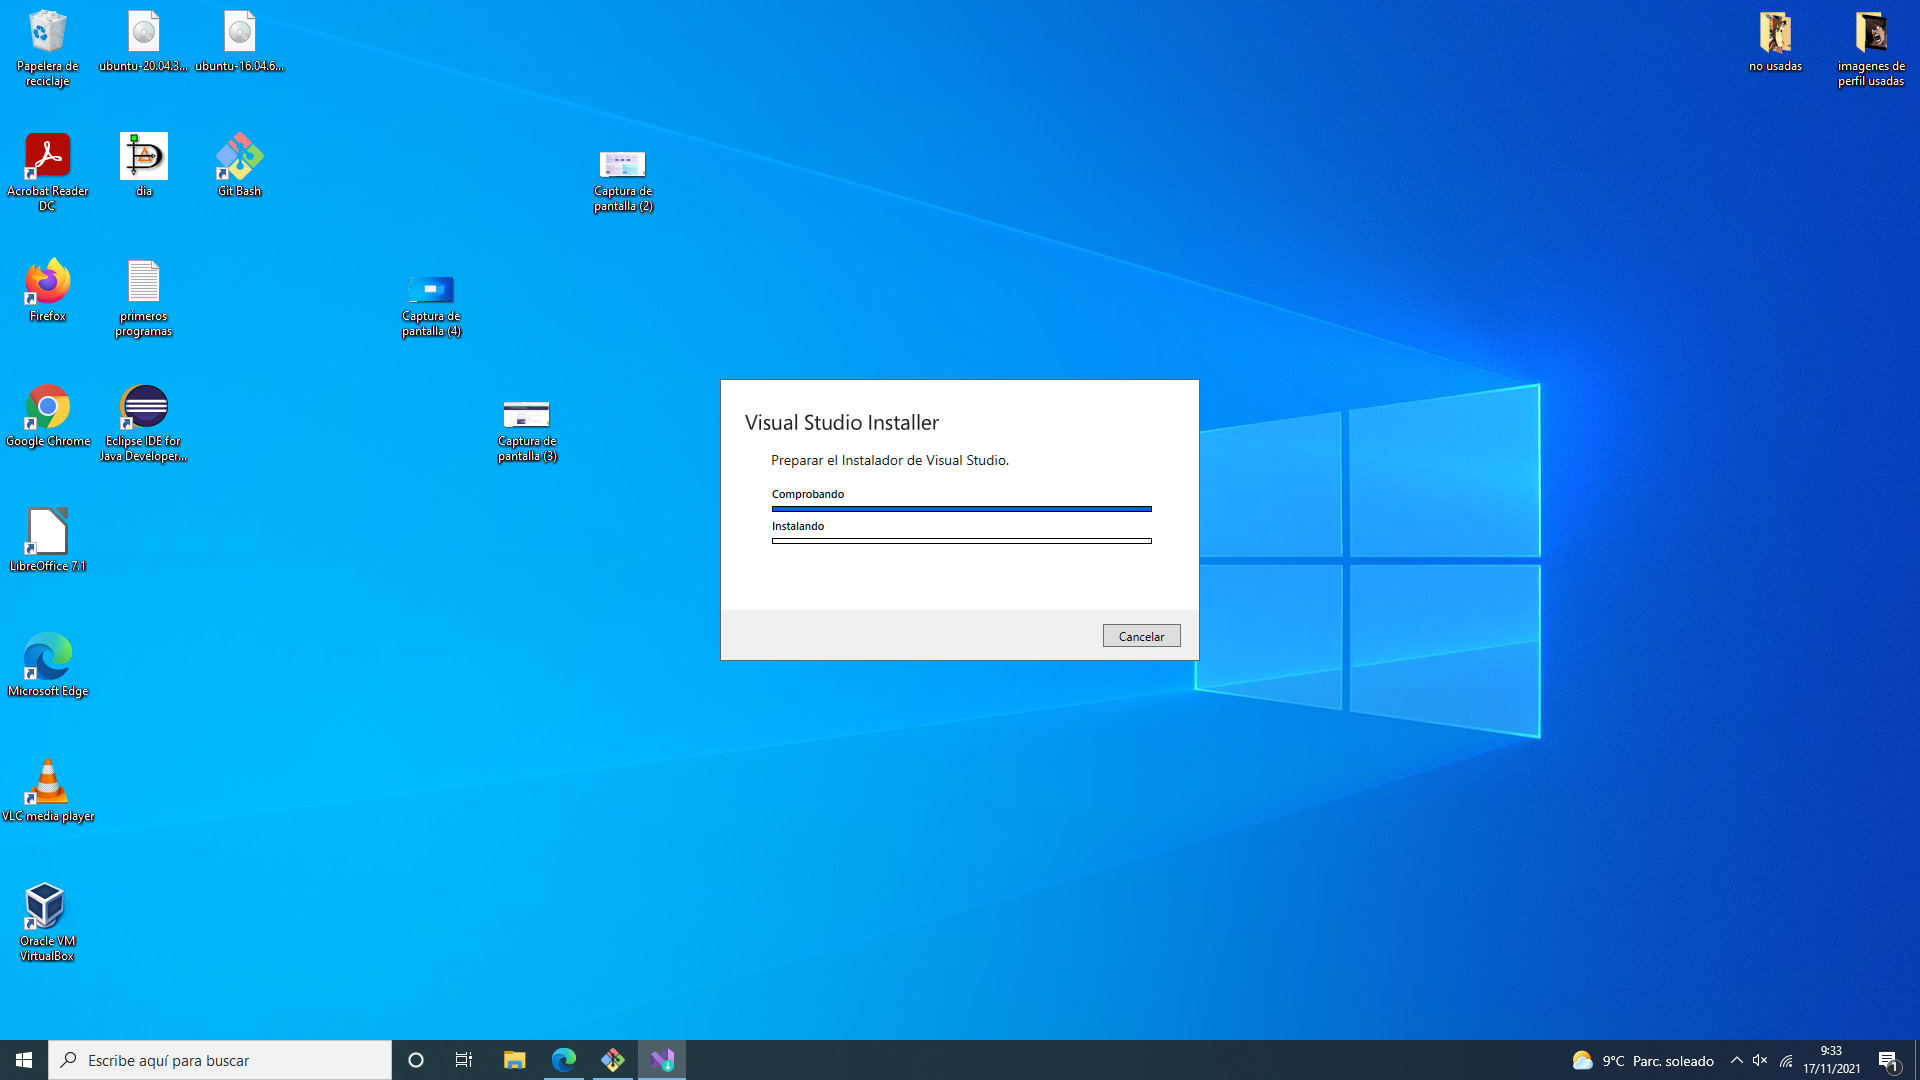 Papelera de
reciclaje
ubuntu-20.04.3...
ubuntu-16.04.6...
no usadas
imagenes de
perfil usadas
Acrobat Reader
DC
dia
Git Bash
Captura de
pantalla (2)
Firefox
primeros
programas
Captura de
pantalla (4)
Google Chrome
Eclipse IDE for
Java Developer...
Captura de
pantalla (3)
Visual Studio Installer
Preparar el Instalador de Visual Studio.
Comprobando
Instalando
Cancelar
LibreOffice 7.1
Microsoft Edge
VLC media player
Oracle VM
VirtualBox
Escribe aquí para buscar
9°C Parc. soleado
9:33
17/11/2021
1